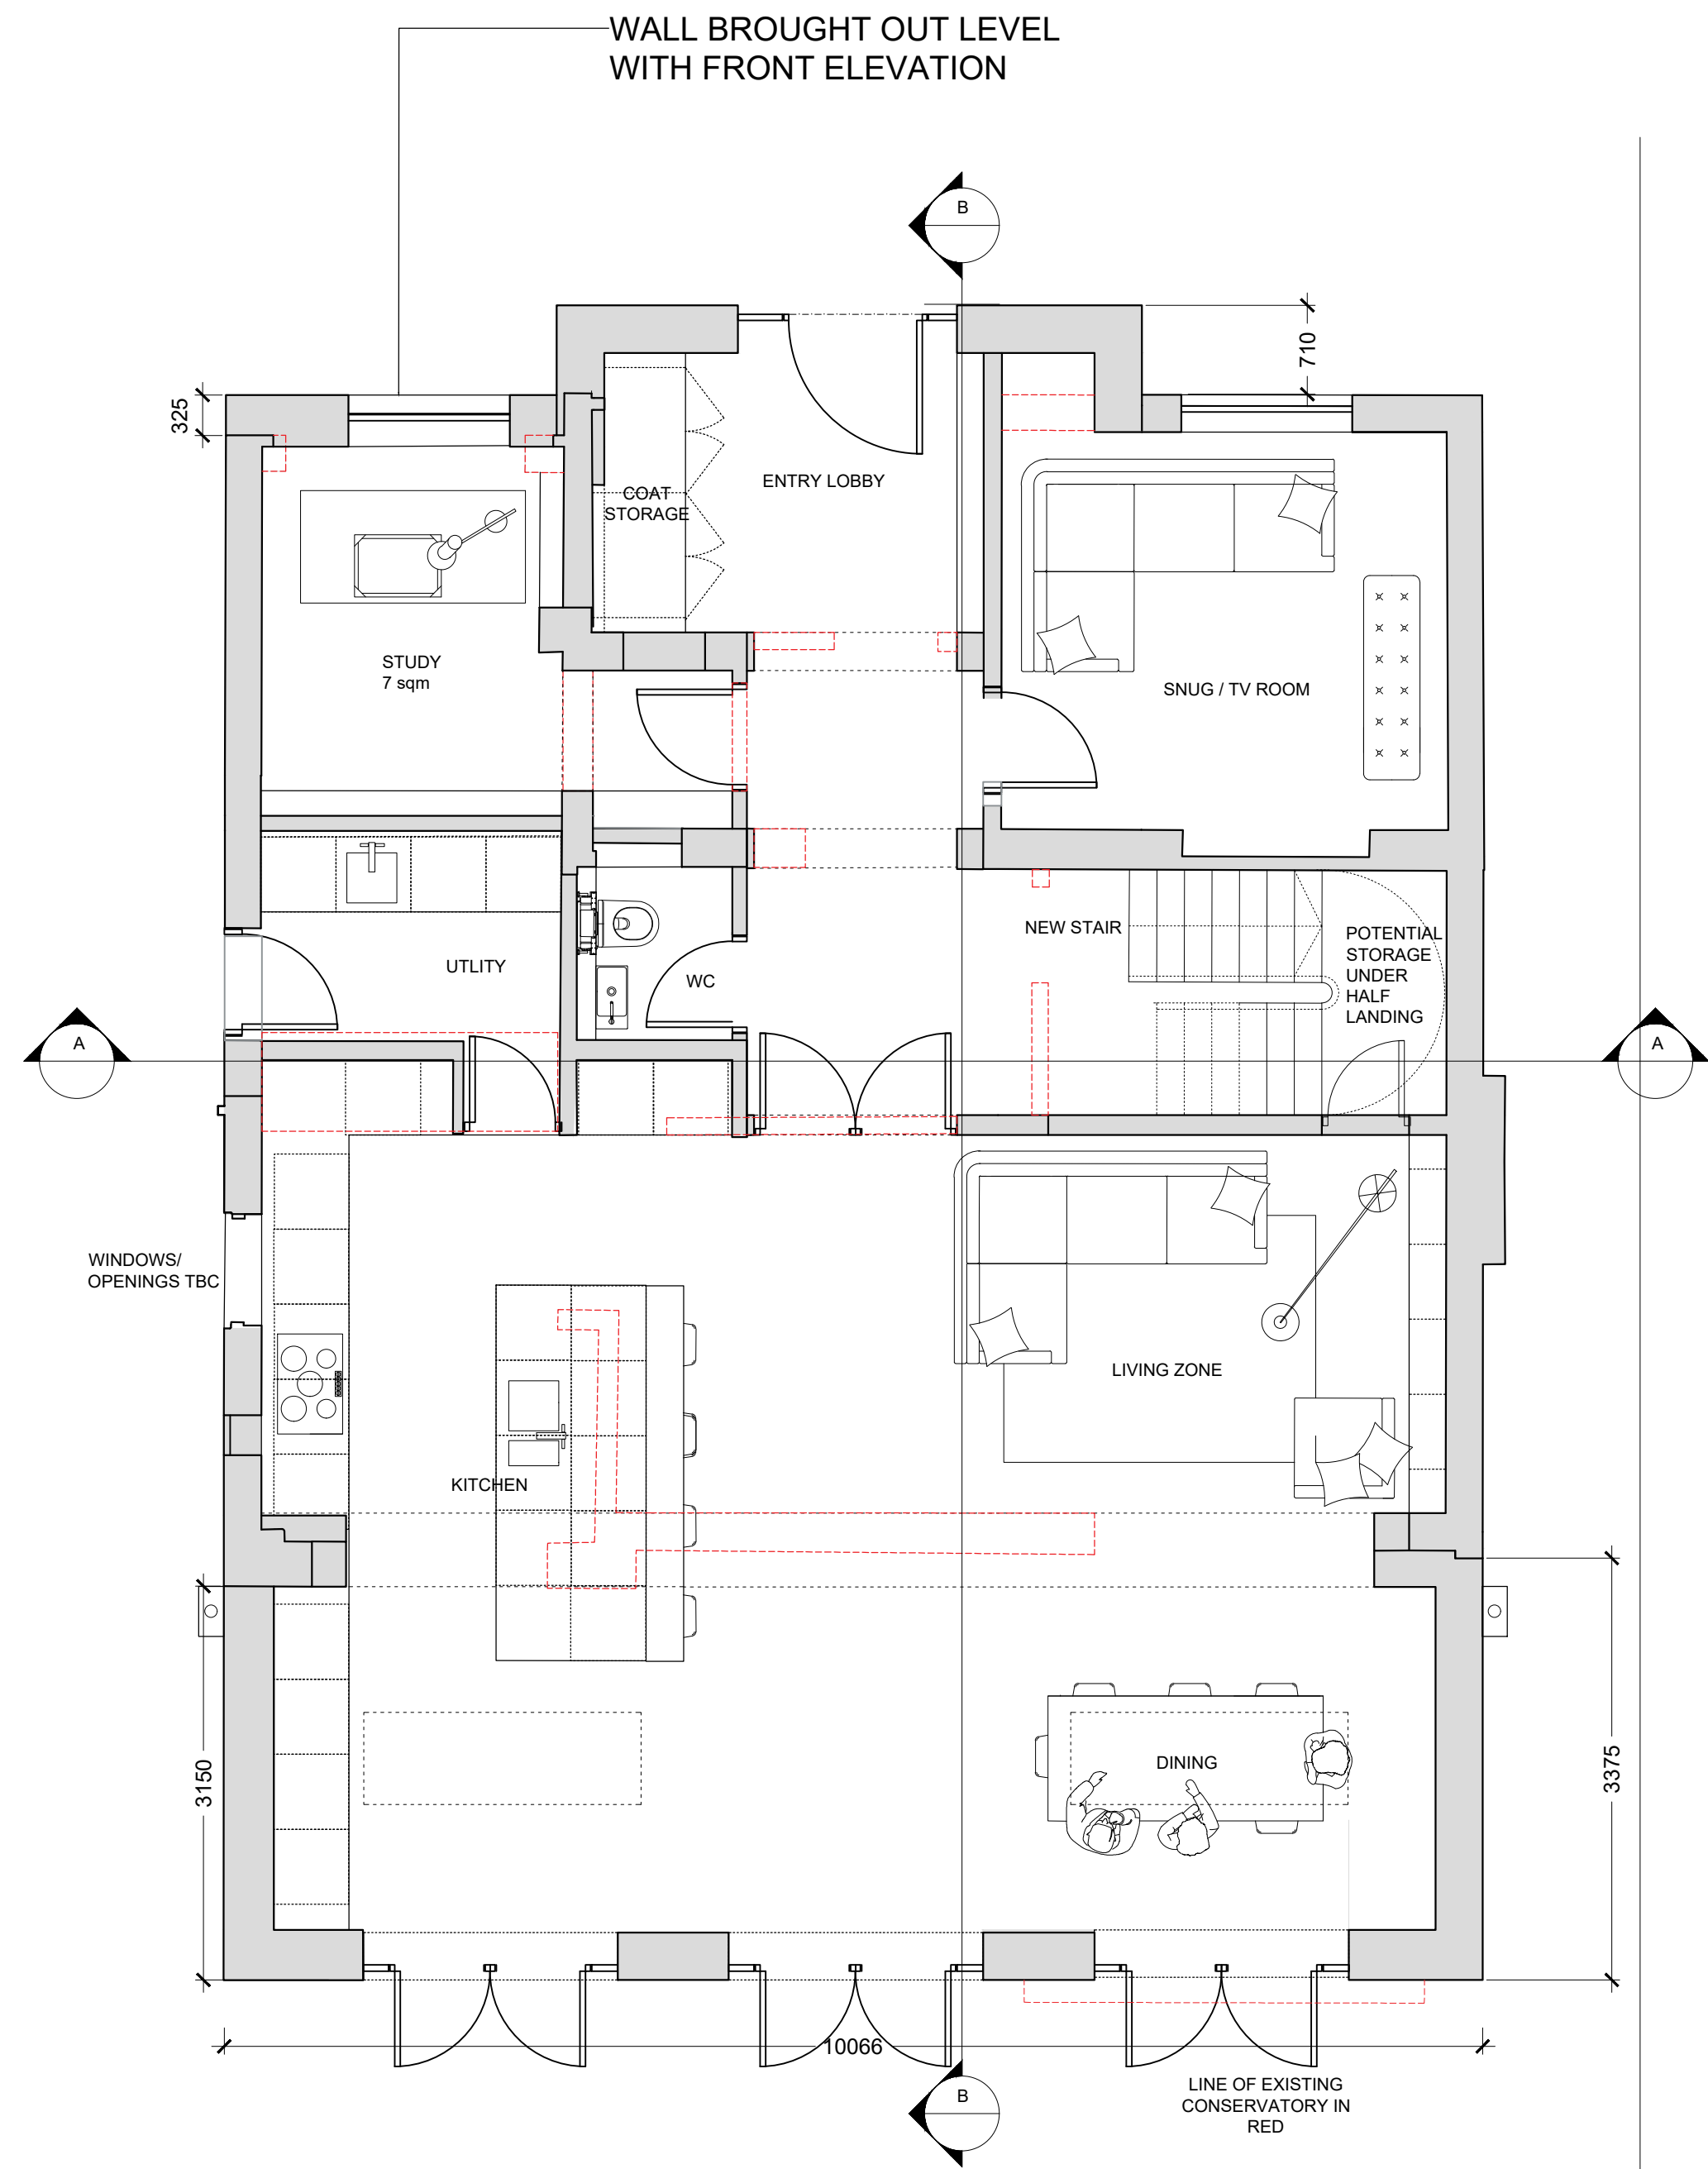 WALL BROUGHT OUT LEVEL
WITH FRONT ELEVATION
B
710
325
COAT
STORAGE
ENTRY LOBBY
STUDY
7 sqm
SNUG / TV ROOM
NEW STAIR
POTENTIAL
STORAGE
UNDER
HALF
LANDING
UTLITY
WC
A
A
WINDOWS/
OPENINGS TBC
LIVING ZONE
KITCHEN
DINING
3150
3375
10066
B
LINE OF EXISTING
CONSERVATORY IN
RED